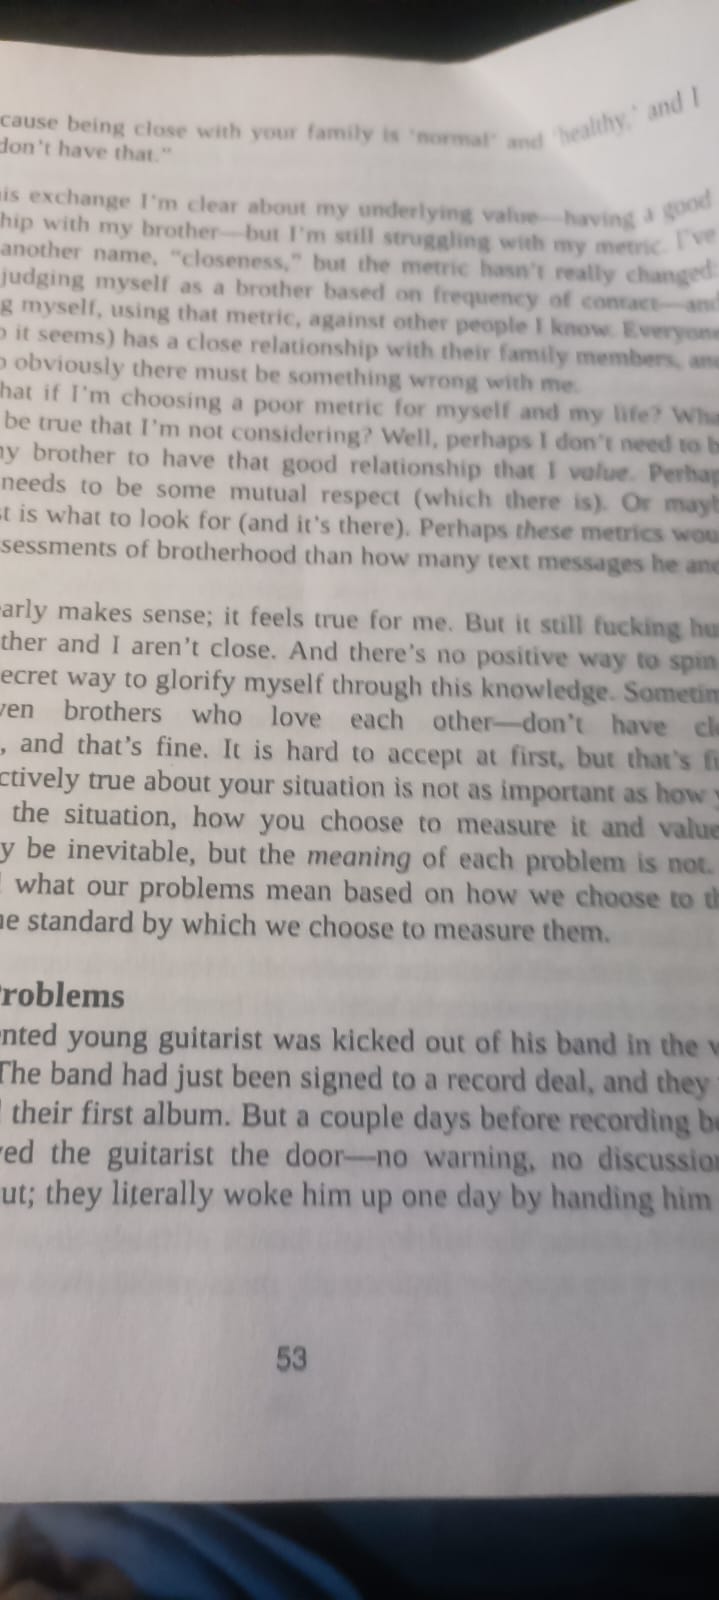 cause being close with your family is 'normal' and 'healthy,' and I
don't have that."
is exchange I'm clear about my underlying value—having a good
hip with my brother—but I'm still struggling with my metric. I've
another name, "closeness," but the metric hasn't really changed:
judging myself as a brother based on frequency of contact—and
g myself, using that metric, against other people I know. Everyone
o it seems) has a close relationship with their family members, and
o obviously there must be something wrong with me.
hat if I'm choosing a poor metric for myself and my life? Wha
be true that I'm not considering? Well, perhaps I don't need to b
ny brother to have that good relationship that I value. Perhap
needs to be some mutual respect (which there is). Or mayb
st is what to look for (and it's there). Perhaps these metrics wou
ssessments of brotherhood than how many text messages he and
early makes sense; it feels true for me. But it still fucking hu
ther and I aren't close. And there's no positive way to spin
ecret way to glorify myself through this knowledge. Sometim
ven brothers who love each other—don't have clo
, and that's fine. It is hard to accept at first, but that's fi
ctively true about your situation is not as important as how y
the situation, how you choose to measure it and value
y be inevitable, but the meaning of each problem is not.
what our problems mean based on how we choose to th
he standard by which we choose to measure them.
Problems
nted young guitarist was kicked out of his band in the w
The band had just been signed to a record deal, and they
their first album. But a couple days before recording be
ved the guitarist the door—no warning, no discussion
ut; they literally woke him up one day by handing him
53